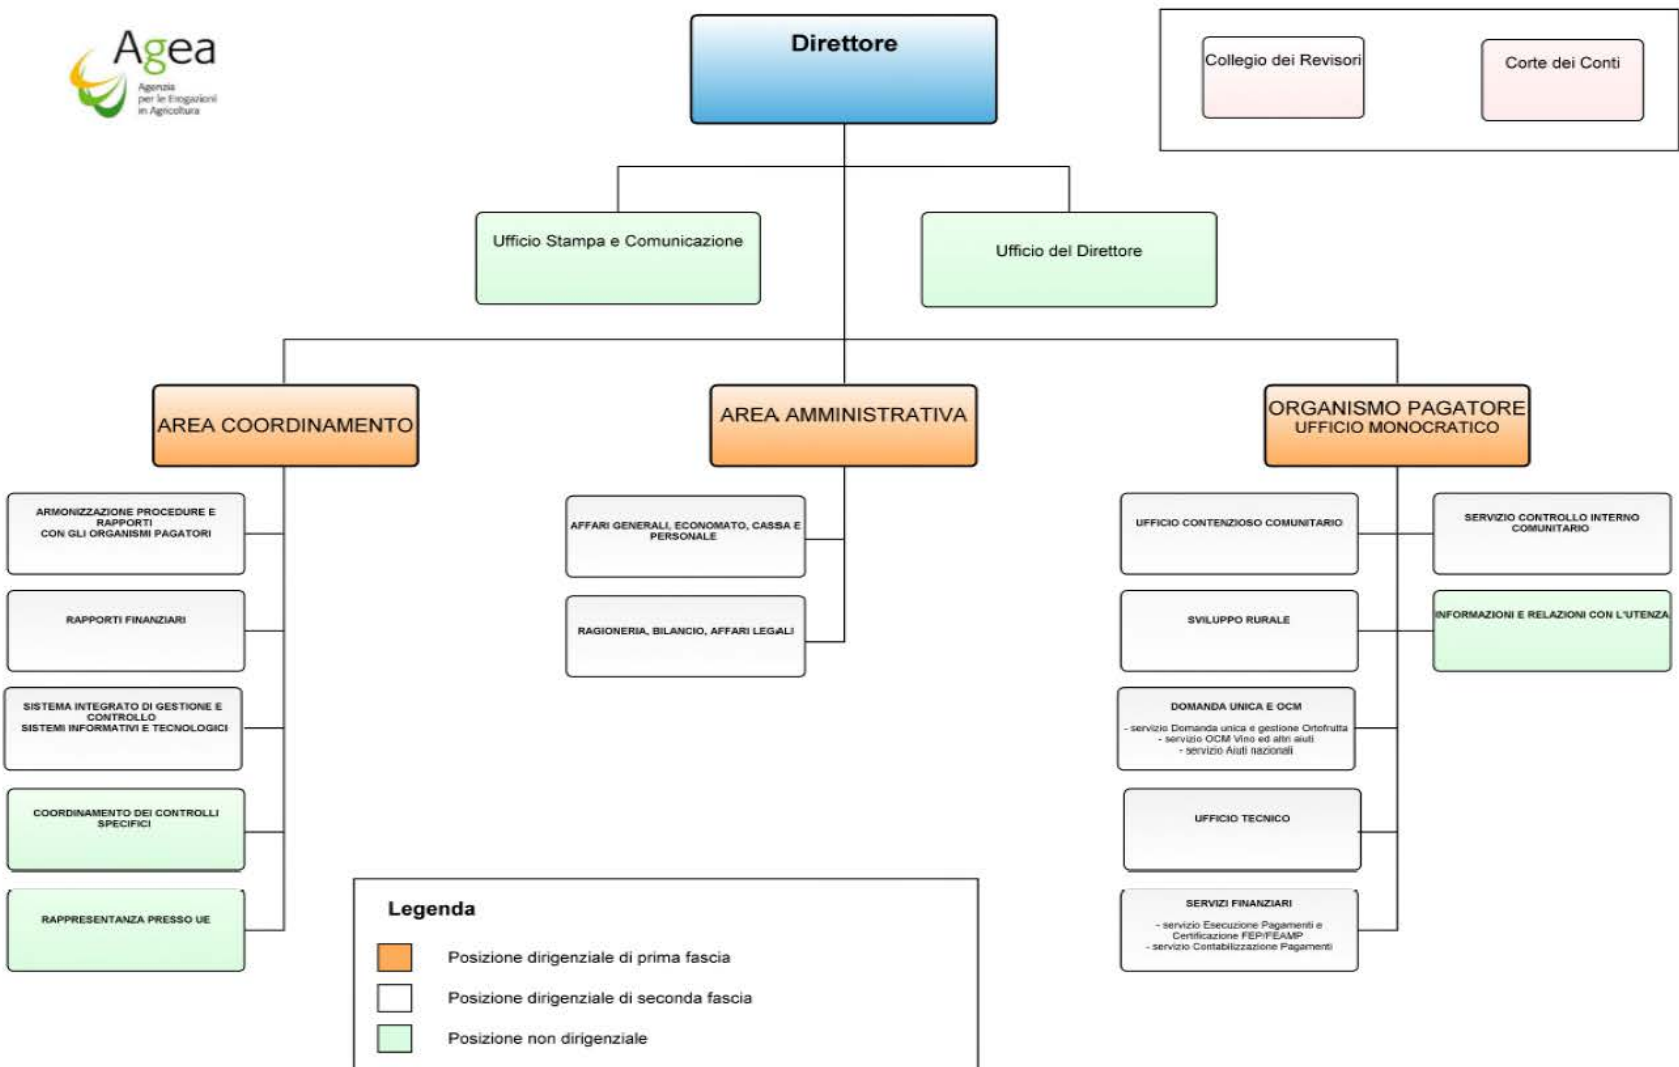 Agea
Agenzia
per le Erogazioni
in Agricoltura
Direttore
Collegio dei Revisori
Corte dei Conti
Ufficio Stampa e Comunicazione
Ufficio del Direttore
AREA COORDINAMENTO
AREA AMMINISTRATIVA
ORGANISMO PAGATORE
UFFICIO MONOCRATICO
ARMONIZZAZIONE PROCEDURE E
RAPPORTI
CON GLI ORGANISMI PAGATORI
RAPPORTI FINANZIARI
SISTEMA INTEGRATO DI GESTIONE E
CONTROLLO
SISTEMI INFORMATIVI E TECNOLOGICI
COORDINAMENTO DEI CONTROLLI
SPECIFICI
RAPPRESENTANZA PRESSO UE
AFFARI GENERALI, ECONOMATO, CASSA E
PERSONALE
RAGIONERIA, BILANCIO, AFFARI LEGALI
UFFICIO CONTENZIOSO COMUNITARIO
SERVIZIO CONTROLLO INTERNO
COMUNITARIO
SVILUPPO RURALE
INFORMAZIONI E RELAZIONI CON L'UTENZA
DOMANDA UNICA E OCM
- servizio Domanda unica e gestione Ortofrutta
- servizio OCM Vino ed altri aiuti
- servizio Aiuti nazionali
UFFICIO TECNICO
SERVIZI FINANZIARI
- servizio Esecuzione Pagamenti e
Certificazione FEP/FEAMP
- servizio Contabilizzazione Pagamenti
Legenda
Posizione dirigenziale di prima fascia
Posizione dirigenziale di seconda fascia
Posizione non dirigenziale